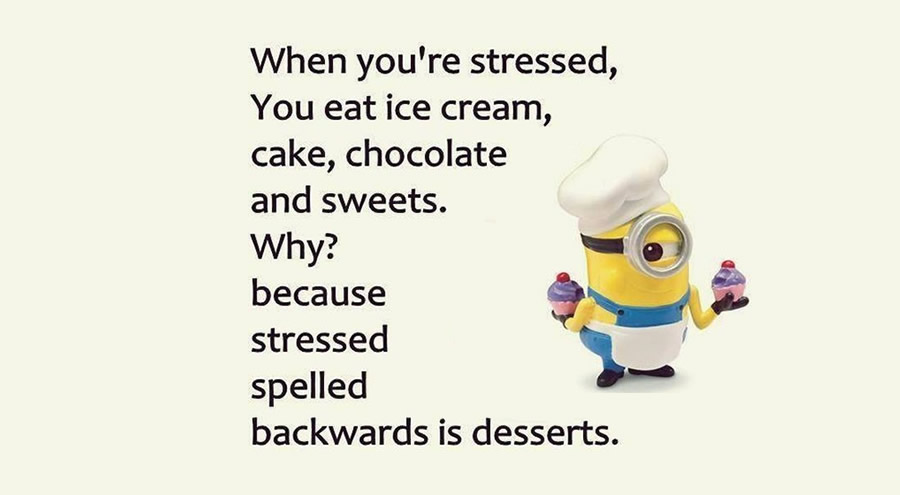 When you're stressed,
You eat ice cream,
cake, chocolate
and sweets.
Why?
because
stressed
spelled
backwards is desserts.